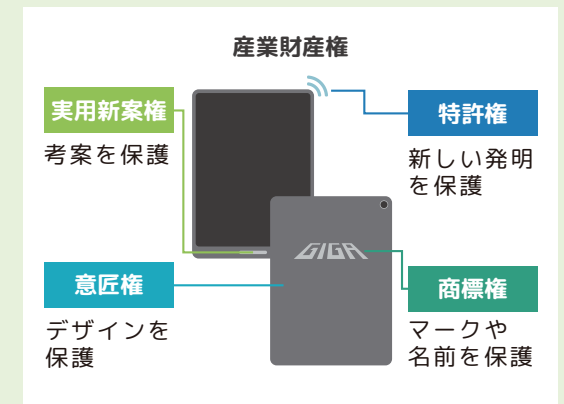 産業財産権
実用新案権
考案を保護
特許権
新しい発明
を保護
GIGA
意匠権
デザインを
保護
商標権
マークや
名前を保護